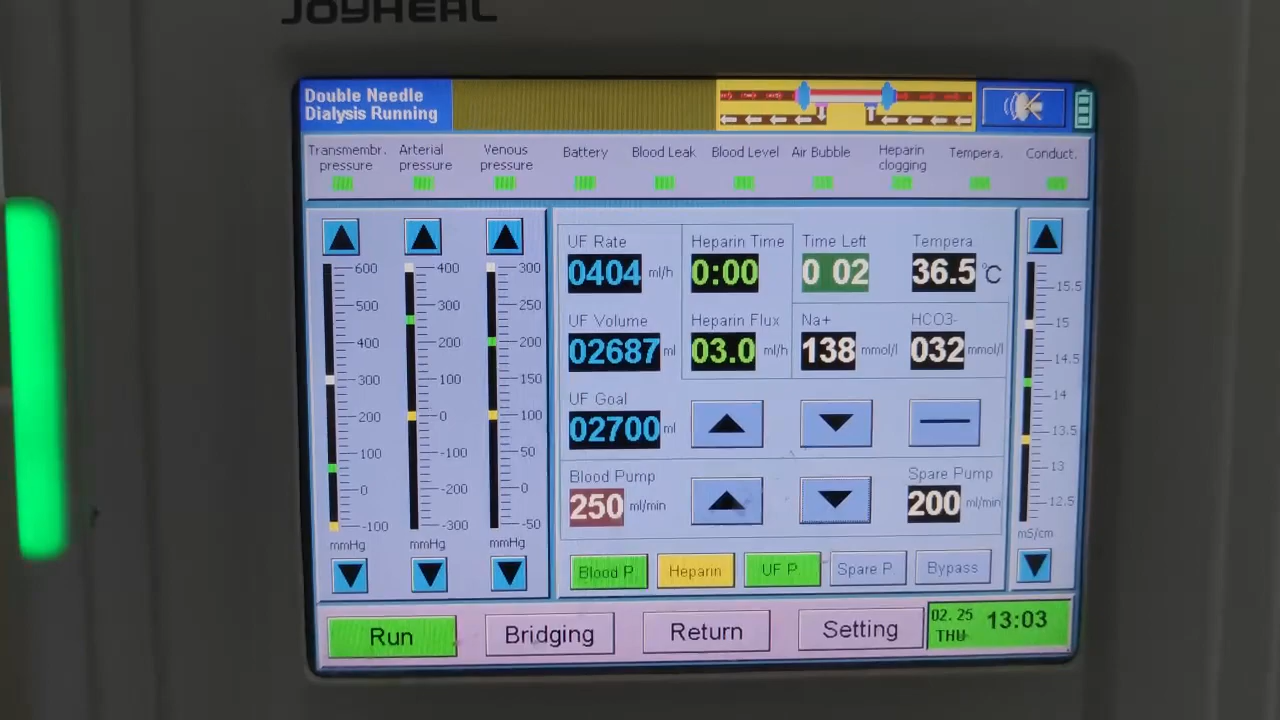 JOYHEAL
Double Needle
Dialysis Running
Transmembr. pressure
Arterial pressure
Venous pressure
Battery
Blood Leak
Blood Level
Air Bubble
Heparin clogging
Tempera.
Conduct.
600
500
400
300
200
100
0
-100
mmHg
400
300
200
100
0
-100
-200
-300
mmHg
300
250
200
150
100
50
0
-50
mmHg
UF Rate
0404 ml/h
Heparin Time
0:00
Time Left
0 02
Tempera
36.5 °C
UF Volume
02687 ml
Heparin Flux
03.0 ml/h
Na+
138 mmol/l
HCO3-
032 mmol/l
UF Goal
02700 ml
Blood Pump
250 ml/min
Spare Pump
200 ml/min
Blood P
Heparin
UF P
Spare P
Bypass
15.5
15
14.5
14
13.5
13
12.5
mS/cm
Run
Bridging
Return
Setting
02. 25
THU
13:03